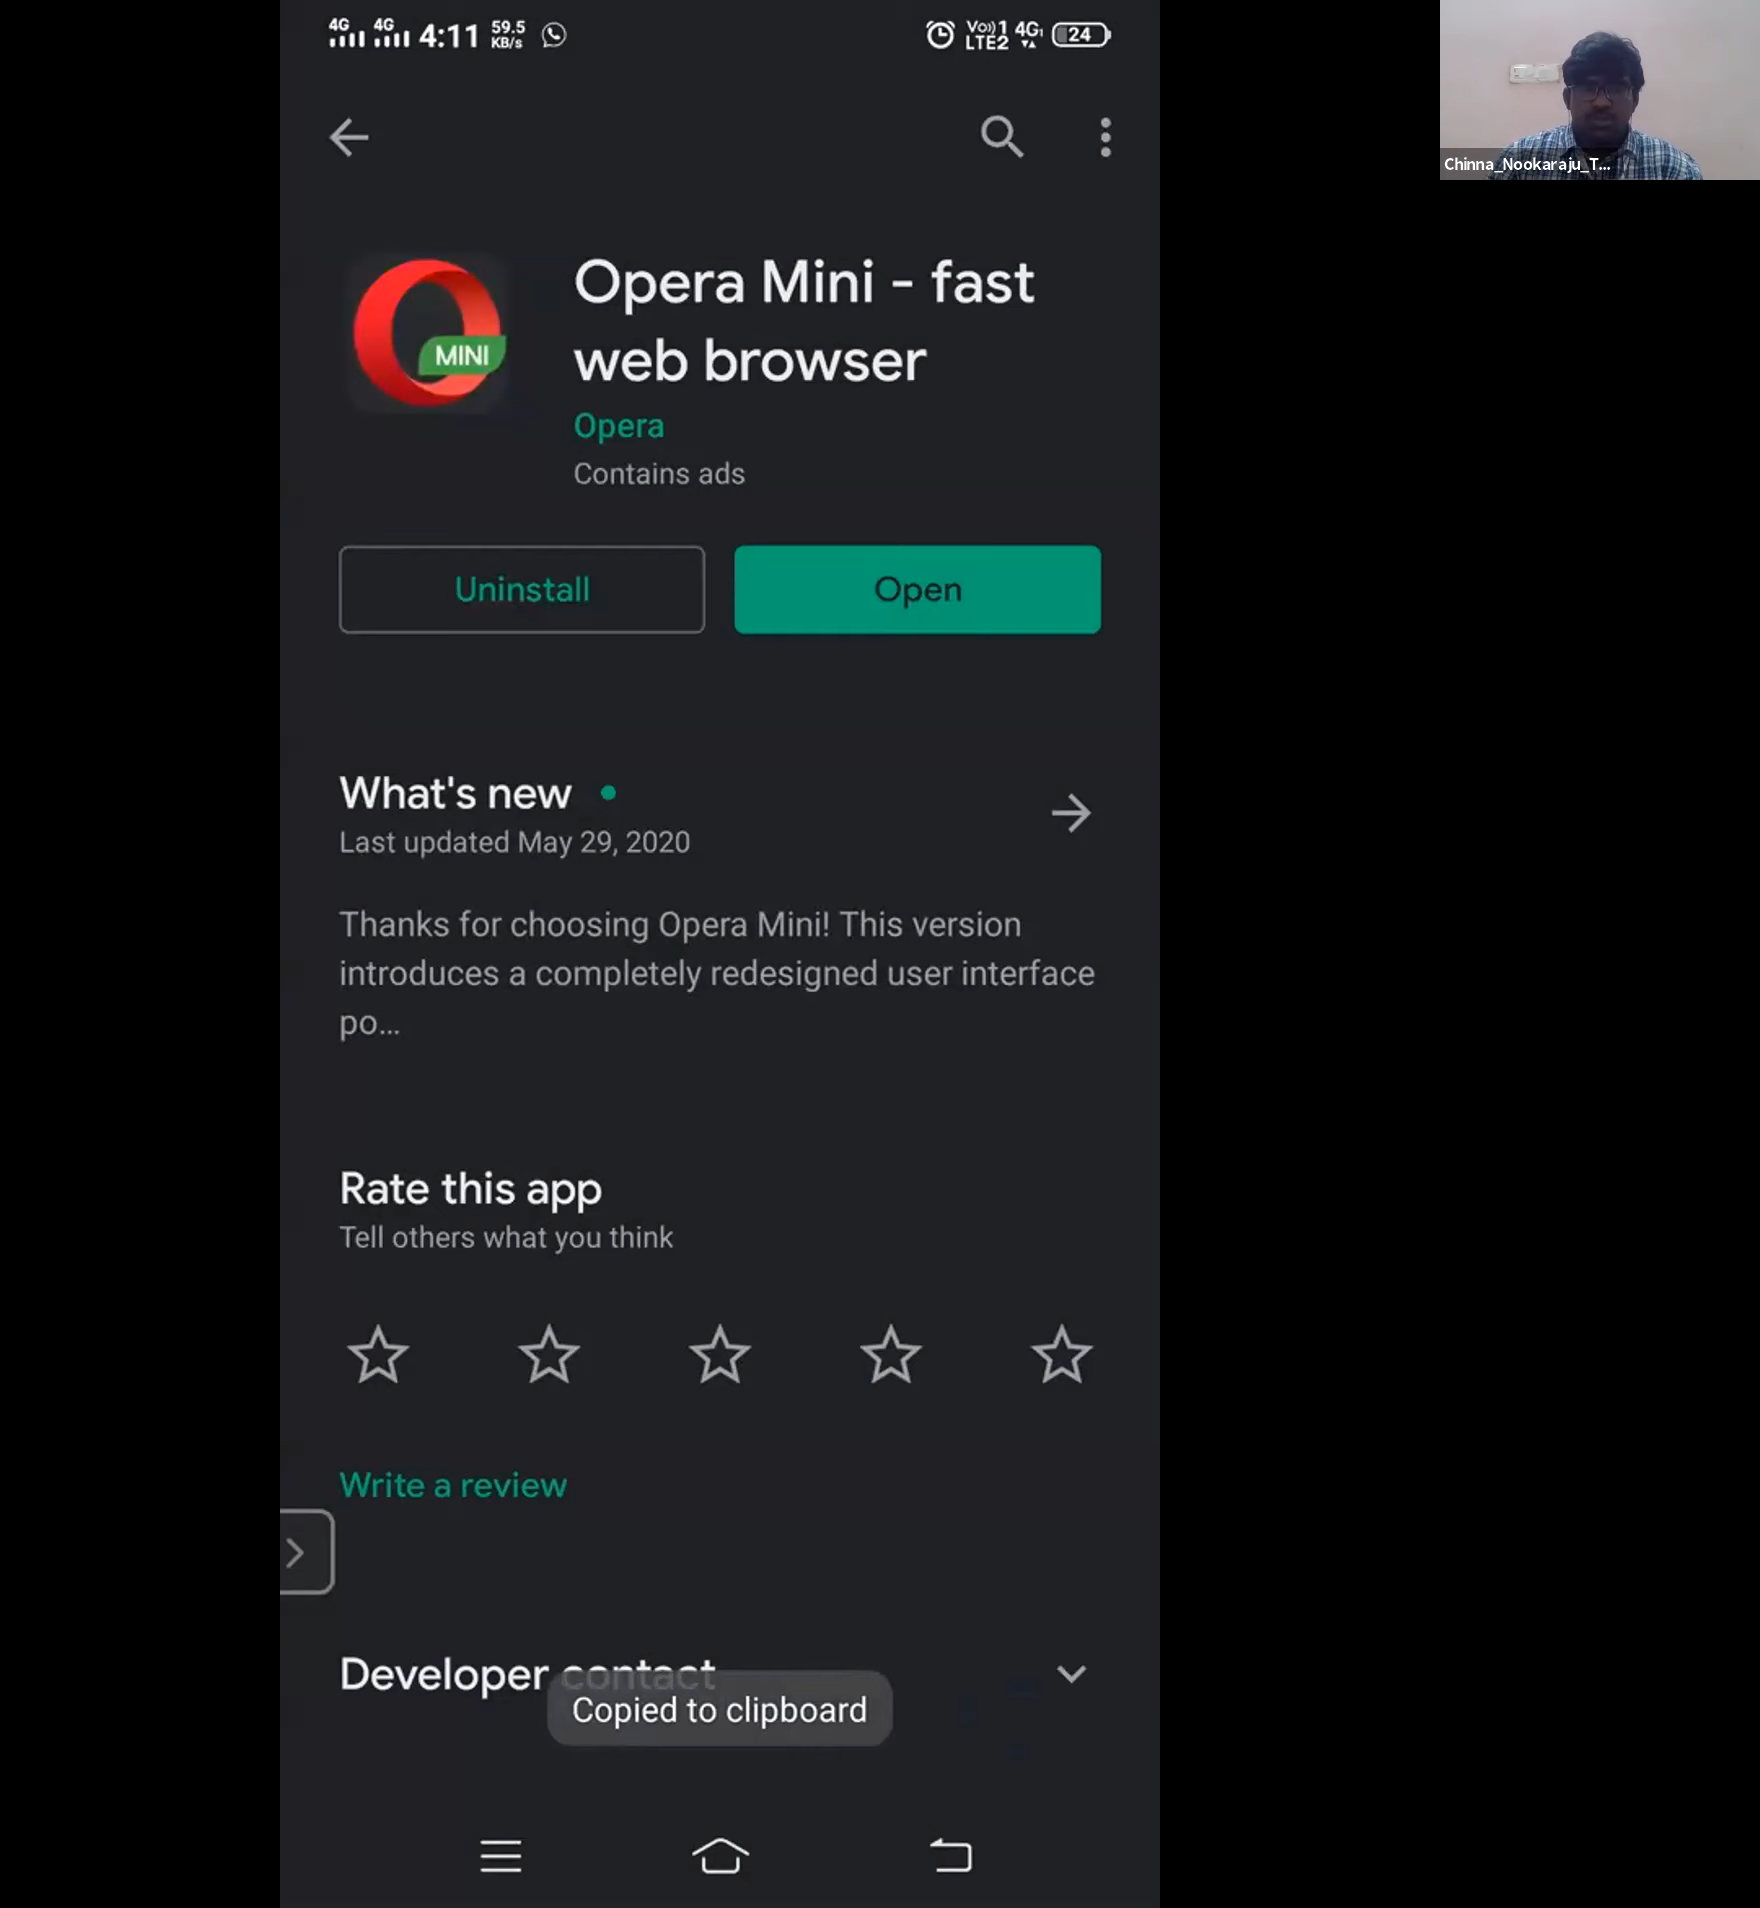 4G 4G 4:11 59.5 KB/s
Vo))1 LTE2 4G 24
Chinna_Nookaraju_T...
MINI
Opera Mini - fast
web browser
Opera
Contains ads
Uninstall
Open
What's new
Last updated May 29, 2020
Thanks for choosing Opera Mini! This version
introduces a completely redesigned user interface
po...
Rate this app
Tell others what you think
Write a review
Developer contact
Copied to clipboard